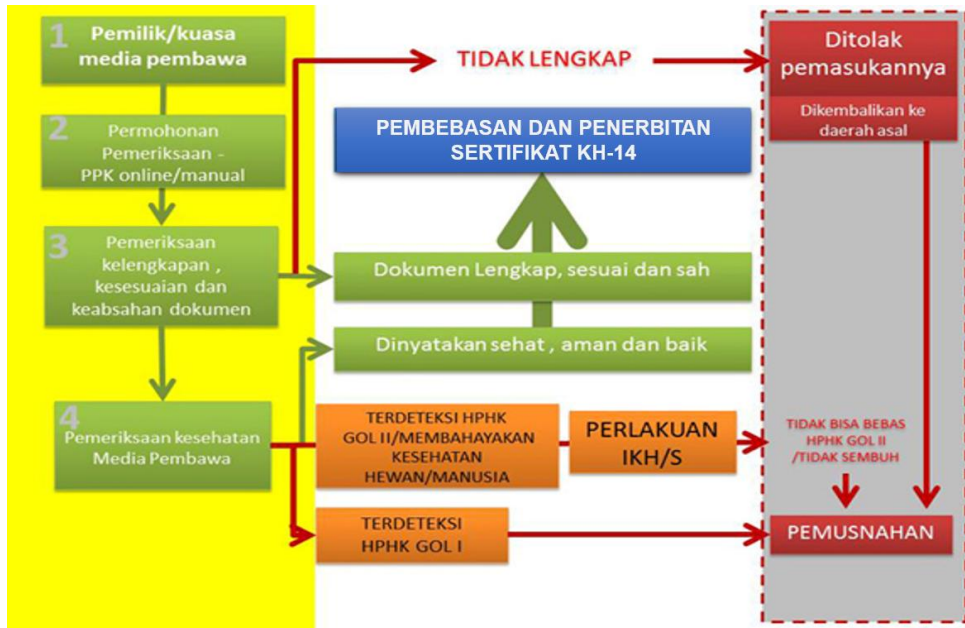 1
Pemilik/kuasa
media pembawa
TIDAK LENGKAP
Ditolak
pemasukannya
Dikembalikan ke
daerah asal
2
Permohonan
Pemeriksaan -
PPK online/manual
PEMBEBASAN DAN PENERBITAN
SERTIFIKAT KH-14
3
Pemeriksaan
kelengkapan ,
kesesuaian dan
keabsahan dokumen
Dokumen Lengkap, sesuai dan sah
Dinyatakan sehat , aman dan baik
4
Pemeriksaan kesehatan
Media Pembawa
TERDETEKSI HPHK
GOL II/MEMBAHAYAKAN
KESEHATAN
HEWAN/MANUSIA
PERLAKUAN
IKH/S
TIDAK BISA BEBAS
HPHK GOL II
/TIDAK SEMBUH
TERDETEKSI
HPHK GOL I
PEMUSNAHAN